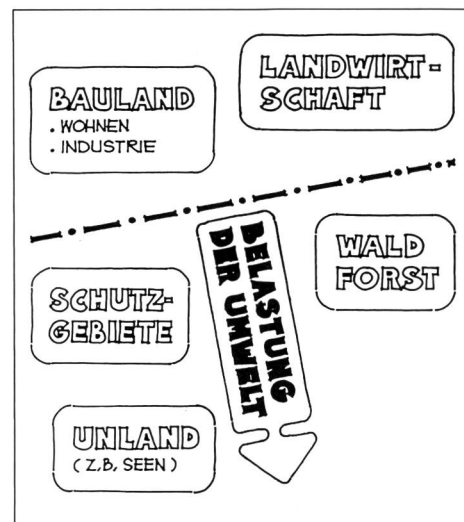 BAULAND
. WOHNEN
. INDUSTRIE
LANDWIRT-
SCHAFT
BELASTUNG
DER UMWELT
WALD
FORST
SCHUTZ-
GEBIETE
UNLAND
(Z.B. SEEN)